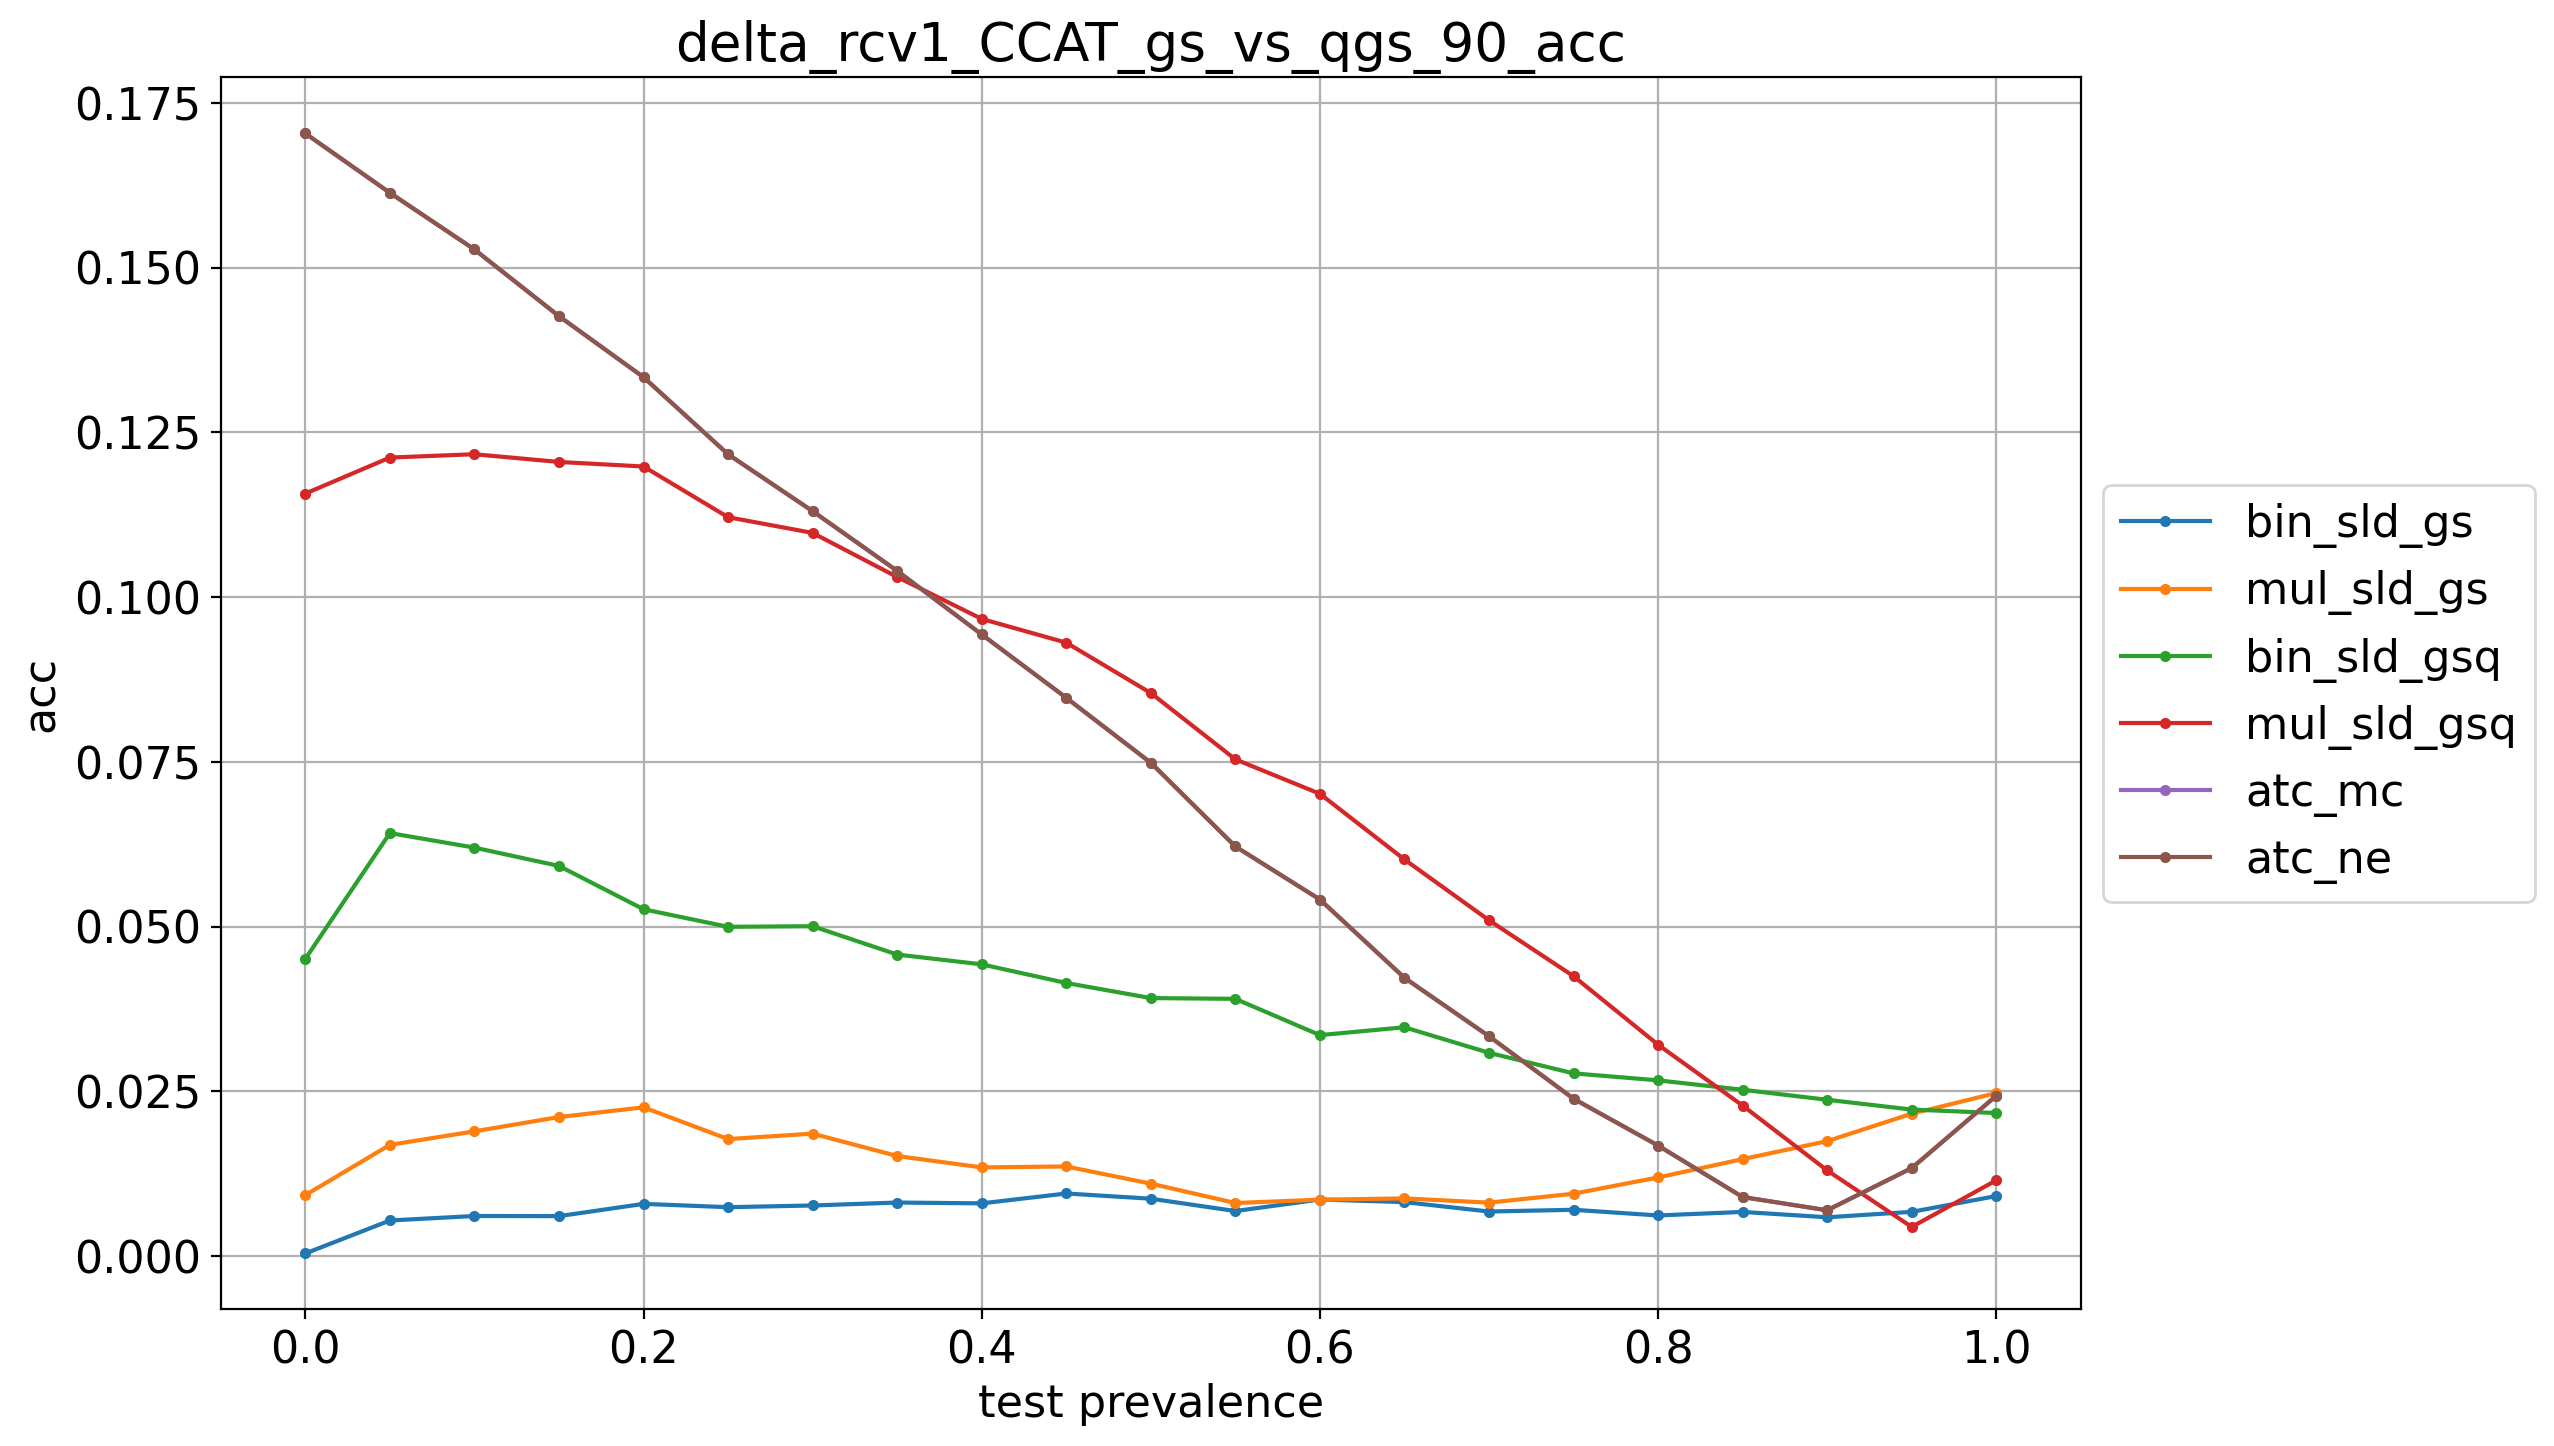 delta_rcv1_CCAT_gs_vs_qgs_90_acc
0.175
0.150
0.125
0.100
0.075
0.050
0.025
0.000
acc
0.0 0.2 0.4 0.6 0.8 1.0
test prevalence
bin_sld_gs
mul_sld_gs
bin_sld_gsq
mul_sld_gsq
atc_mc
atc_ne